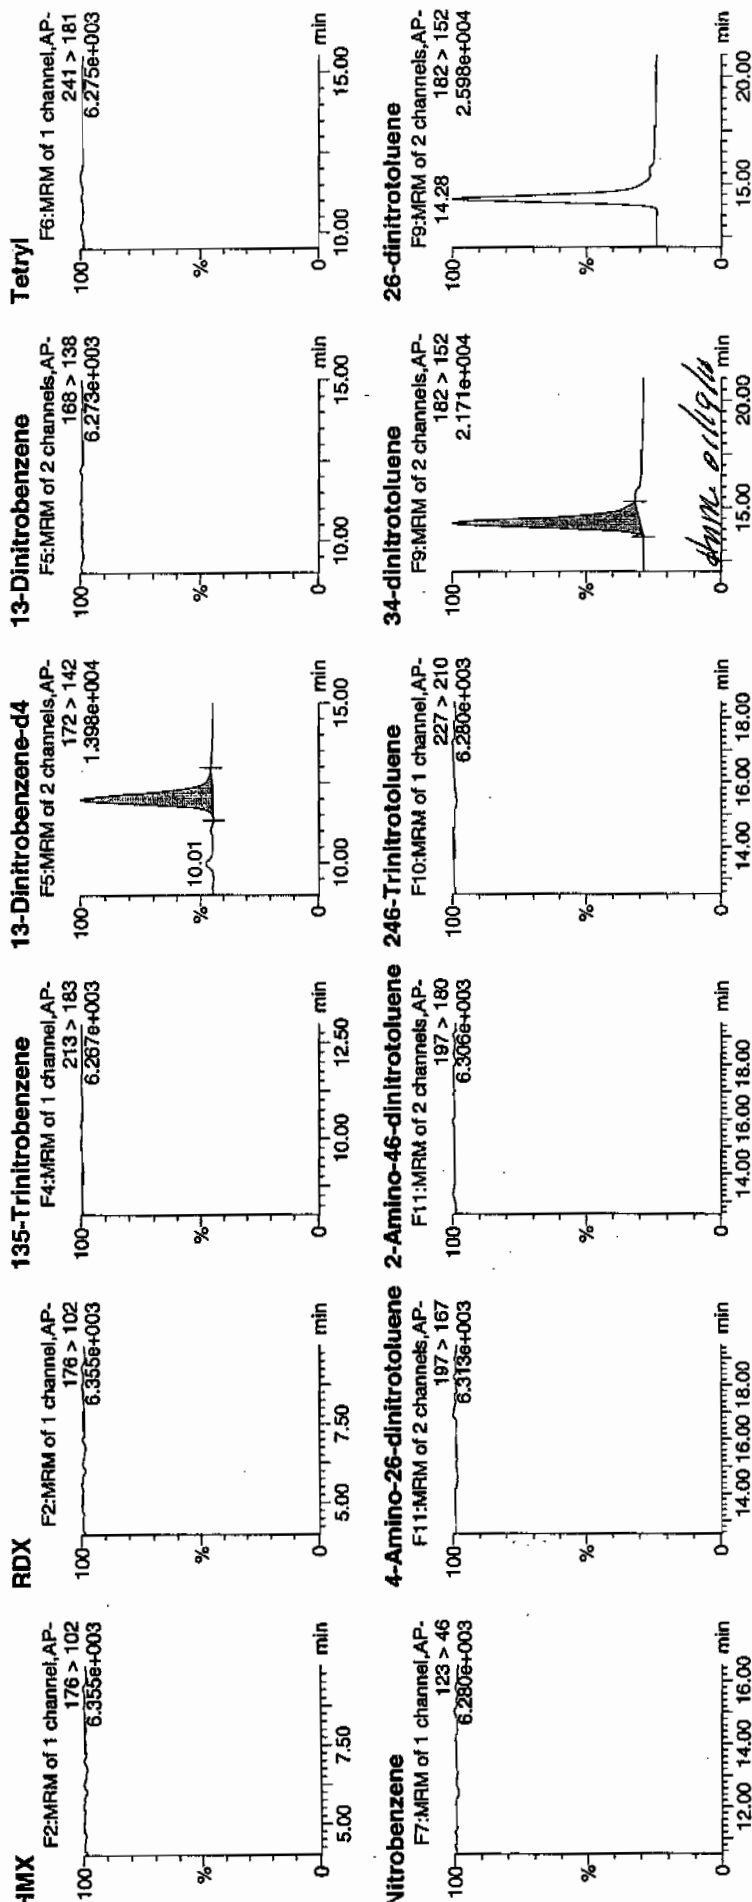 HMX
F2:MRM of 1 channel,AP-
176 > 102
6.355e+003
100
%
0
5.00 7.50 min
RDX
F2:MRM of 1 channel,AP-
176 > 102
6.355e+003
100
%
0
5.00 7.50 min
135-Trinitrobenzene
F4:MRM of 1 channel,AP-
213 > 183
6.267e+003
100
%
0
10.00 12.50 min
13-Dinitrobenzene-d4
F5:MRM of 2 channels,AP-
172 > 142
1.398e+004
100
%
10.01
0
10.00 15.00 min
13-Dinitrobenzene
F5:MRM of 2 channels,AP-
168 > 138
6.273e+003
100
%
0
10.00 15.00 min
Tetryl
F6:MRM of 1 channel,AP-
241 > 181
6.275e+003
100
%
0
10.00 15.00 min
Nitrobenzene
F7:MRM of 1 channel,AP-
123 > 46
6.280e+003
100
%
0
12.00 14.00 16.00 min
4-Amino-26-dinitrotoluene
F11:MRM of 2 channels,AP-
197 > 167
6.313e+003
100
%
0
14.00 16.00 18.00 min
2-Amino-46-dinitrotoluene
F11:MRM of 2 channels,AP-
197 > 180
6.306e+003
100
%
0
14.00 16.00 18.00 min
246-Trinitrotoluene
F10:MRM of 1 channel,AP-
227 > 210
6.280e+003
100
%
0
14.00 16.00 18.00 min
34-dinitrotoluene
F9:MRM of 2 channels,AP-
182 > 152
2.171e+004
100
%
0
15.00 20.00 min
26-dinitrotoluene
F9:MRM of 2 channels,AP-
14.28
182 > 152
2.598e+004
100
%
0
15.00 20.00 min